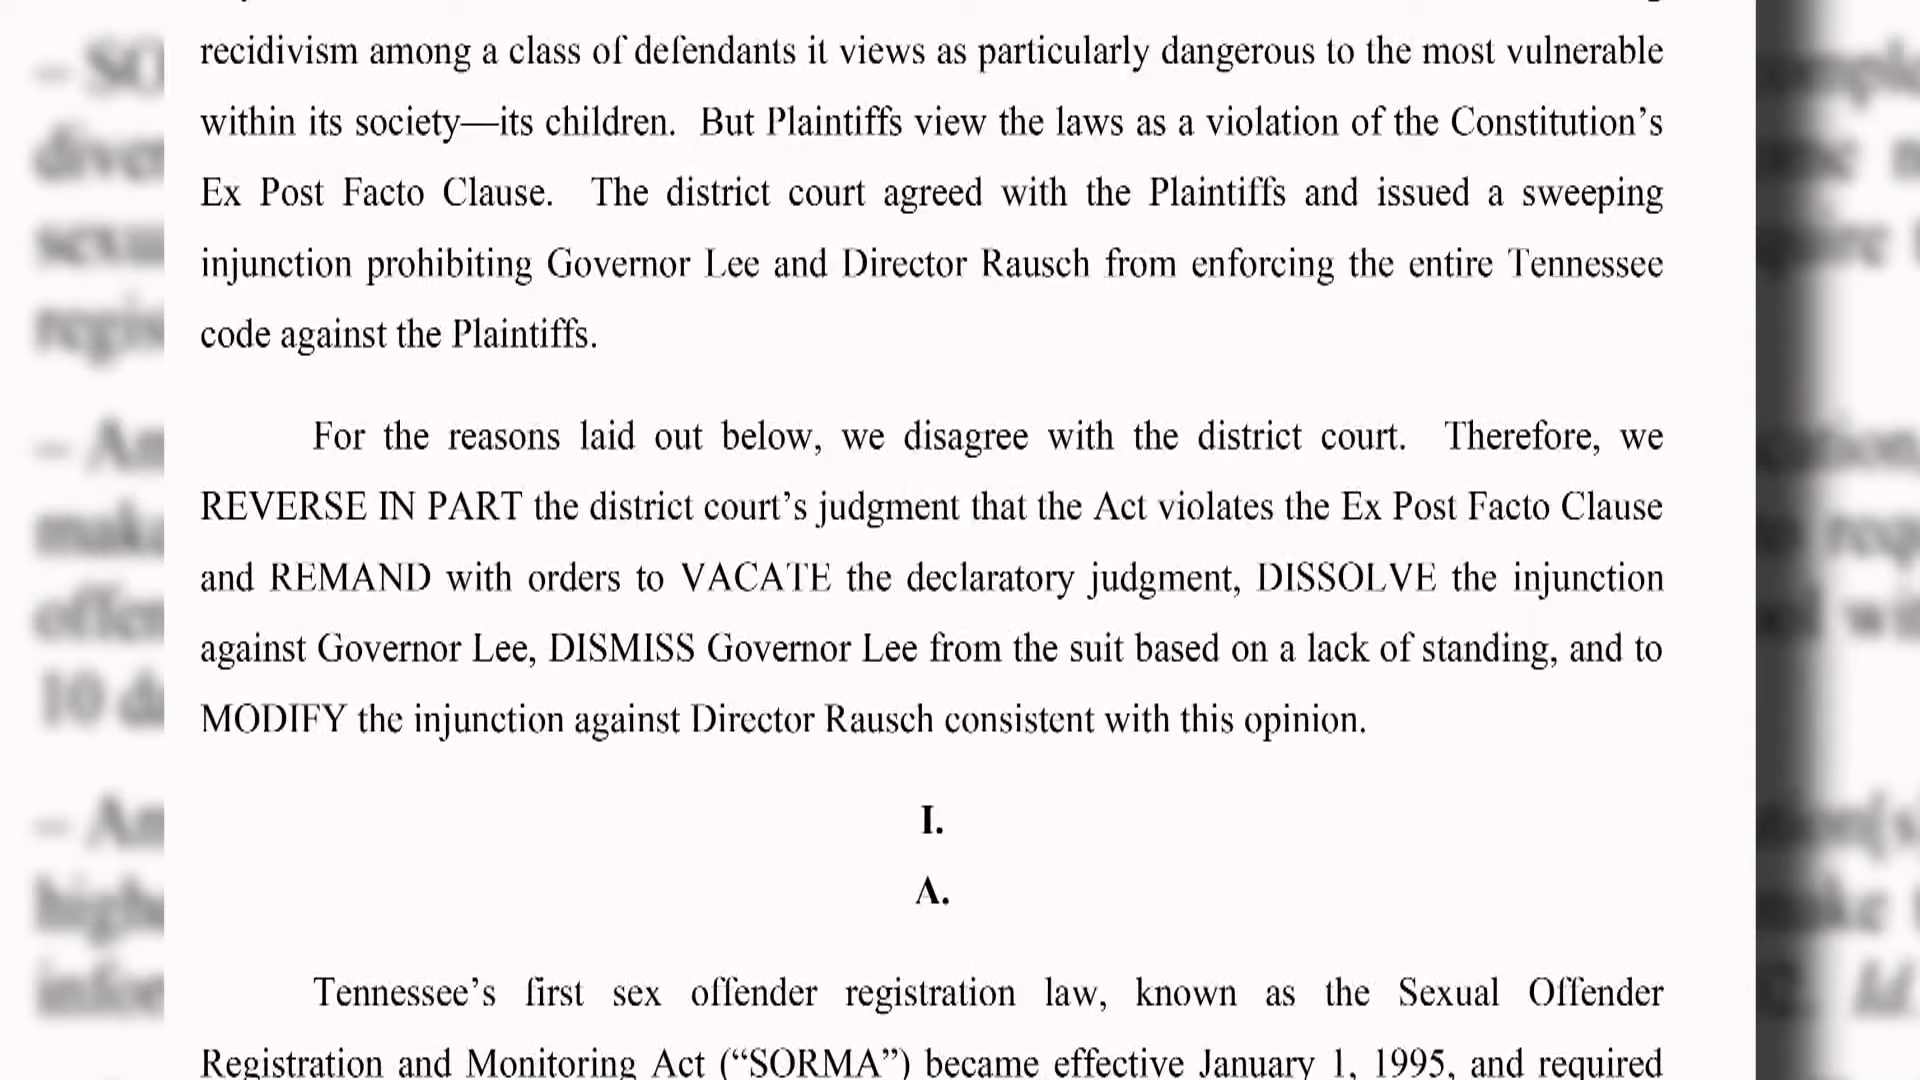 recidivism among a class of defendants it views as particularly dangerous to the most vulnerable
within its society—its children. But Plaintiffs view the laws as a violation of the Constitution’s
Ex Post Facto Clause. The district court agreed with the Plaintiffs and issued a sweeping
injunction prohibiting Governor Lee and Director Rausch from enforcing the entire Tennessee
code against the Plaintiffs.
For the reasons laid out below, we disagree with the district court. Therefore, we
REVERSE IN PART the district court’s judgment that the Act violates the Ex Post Facto Clause
and REMAND with orders to VACATE the declaratory judgment, DISSOLVE the injunction
against Governor Lee, DISMISS Governor Lee from the suit based on a lack of standing, and to
MODIFY the injunction against Director Rausch consistent with this opinion.
I.
A.
Tennessee’s first sex offender registration law, known as the Sexual Offender
Registration and Monitoring Act (“SORMA”) became effective January 1, 1995, and required